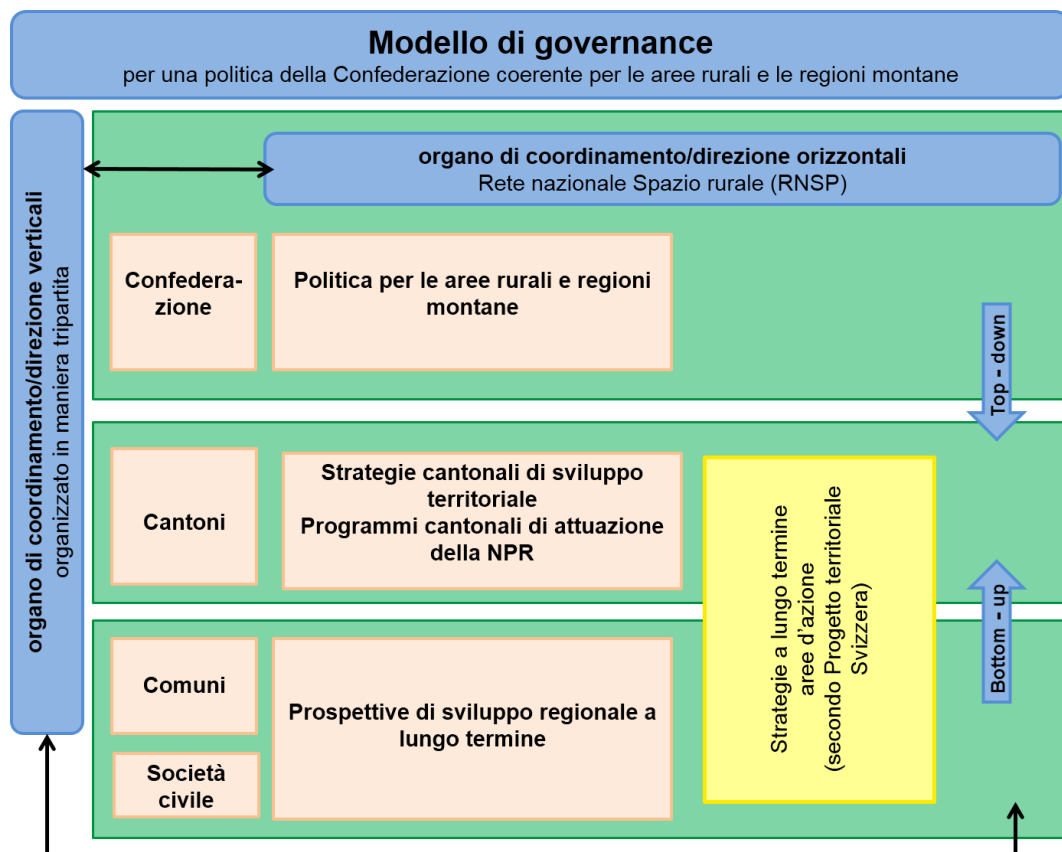 Modello di governance
per una politica della Confederazione coerente per le aree rurali e le regioni montane
organo di coordinamento/direzione verticali
organizzato in maniera tripartita
organo di coordinamento/direzione orizzontali
Rete nazionale Spazio rurale (RNSP)
Confedera-
zione
Politica per le aree rurali e regioni
montane
Top - down
Cantoni
Strategie cantonali di sviluppo
territoriale
Programmi cantonali di attuazione
della NPR
Strategie a lungo termine
aree d’azione
(secondo Progetto territoriale
Svizzera)
Bottom - up
Comuni
Società
civile
Prospettive di sviluppo regionale a
lungo termine